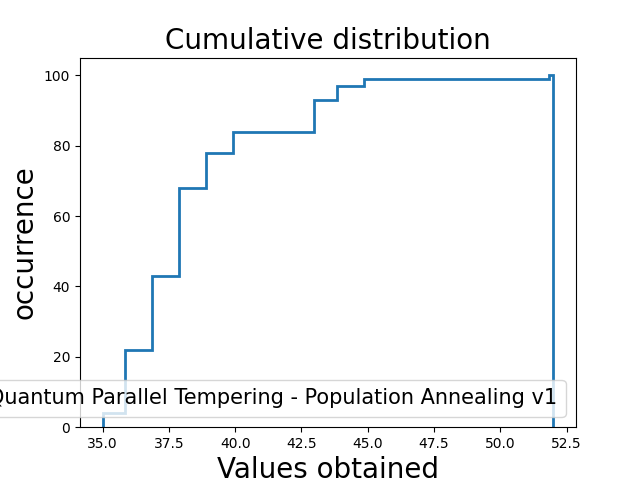 Cumulative distribution
occurrence
100
80
60
40
20
0
Quantum Parallel Tempering - Population Annealing v1
35.0 37.5 40.0 42.5 45.0 47.5 50.0 52.5
Values obtained